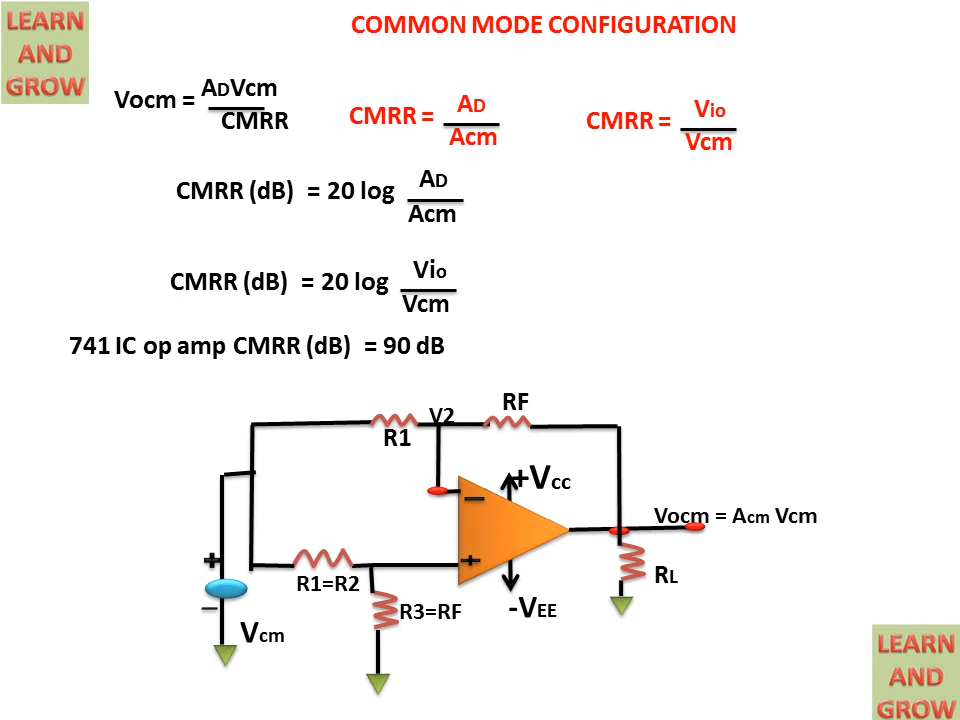 LEARN
AND
GROW
COMMON MODE CONFIGURATION
Vocm = ADVcm
CMRR
CMRR = AD
Acm
CMRR = Vio
Vcm
CMRR (dB) = 20 log AD
Acm
CMRR (dB) = 20 log Vio
Vcm
741 IC op amp CMRR (dB) = 90 dB
RF
V2
R1
+Vcc
–
Vocm = Acm Vcm
+
+
R1=R2
RL
–
R3=RF
-VEE
Vcm
LEARN
AND
GROW